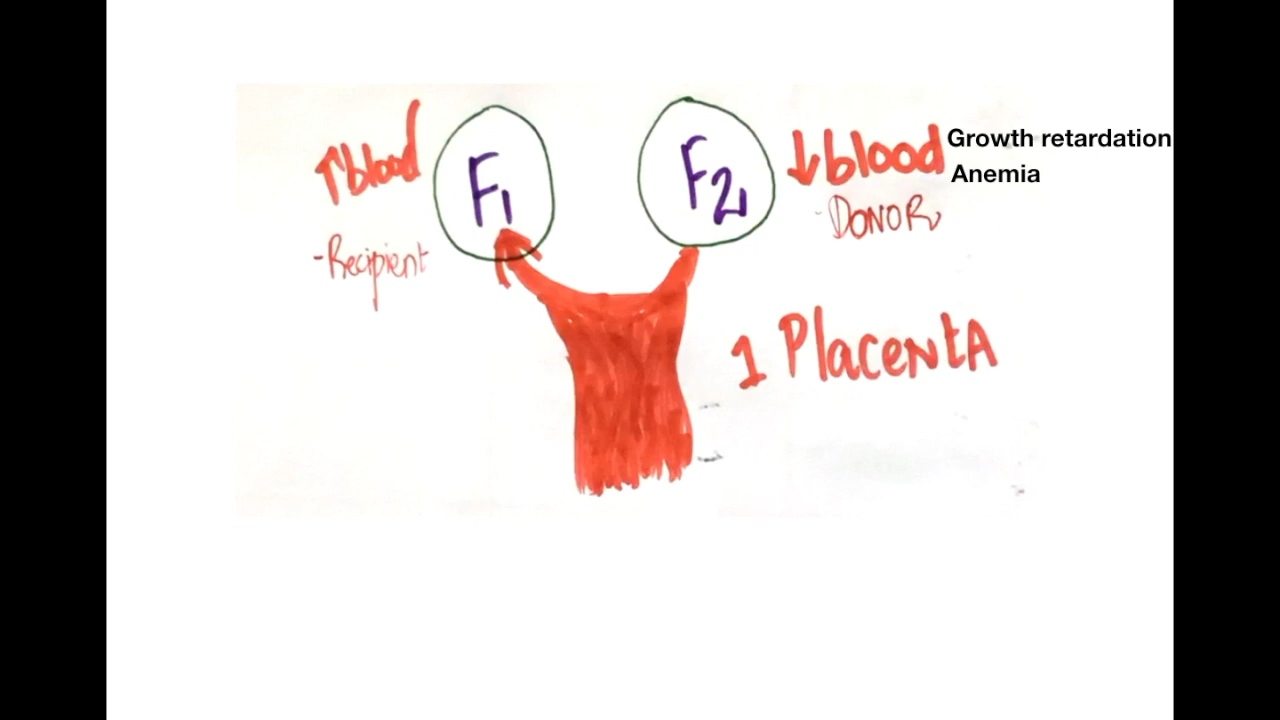 ↑blood
F1
F2
↓blood
Growth retardation
Anemia
-Recipient
-DONOR
1 PlacentA